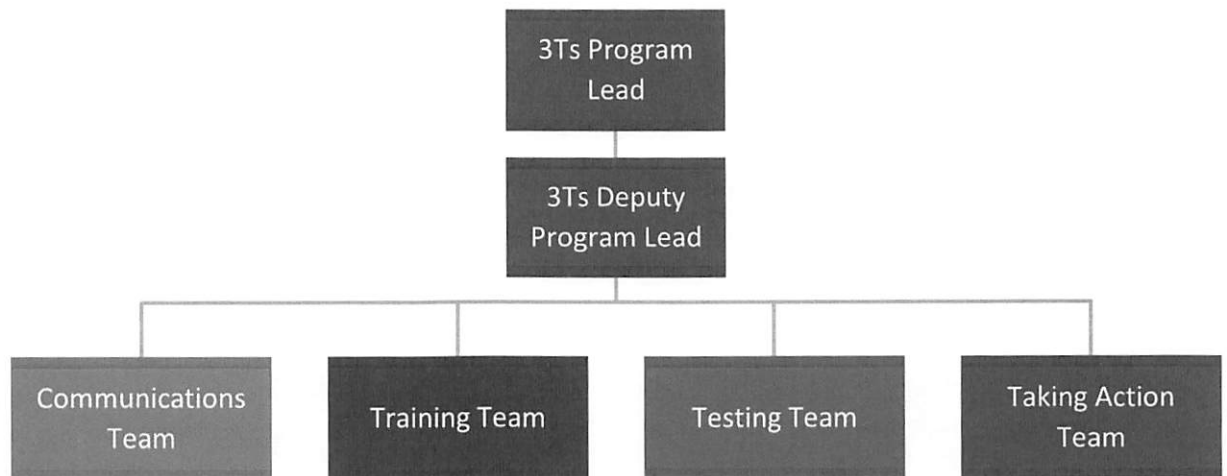 3Ts Program
Lead
3Ts Deputy
Program Lead
Communications
Team
Training Team
Testing Team
Taking Action
Team